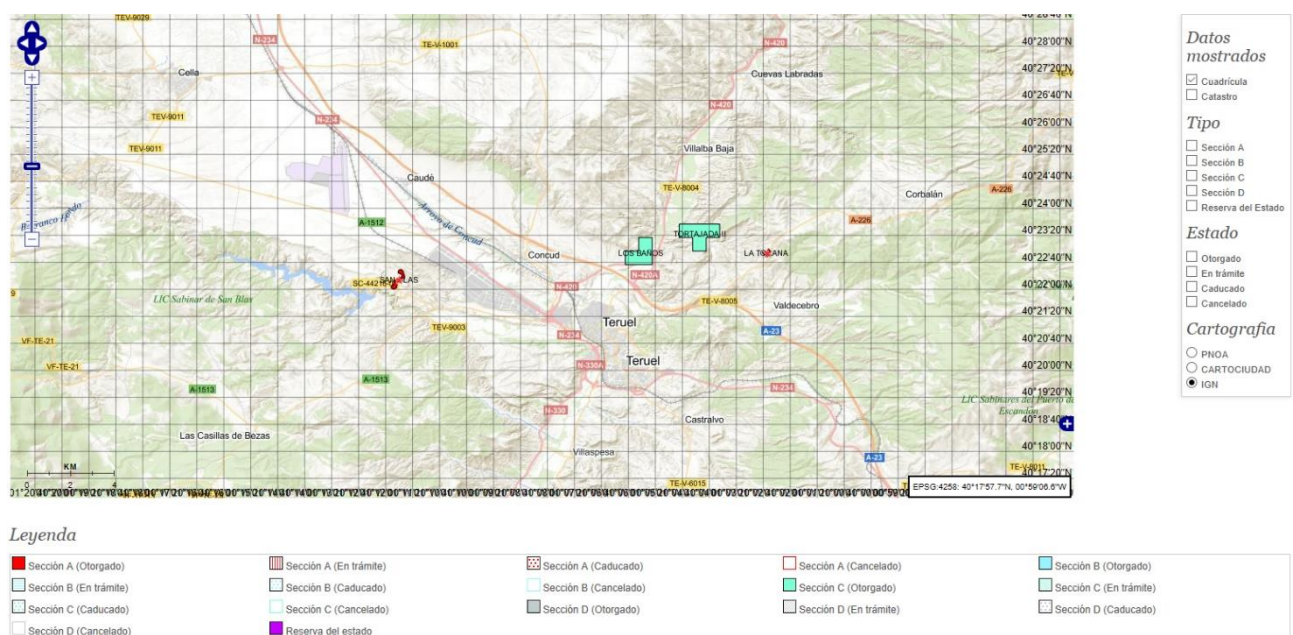 TEV-9029
N-234
TE-V-1001
N-420
40°28'00"N
Cella
Cuevas Labradas
40°27'20"N
40°26'40"N
TEV-9011
N-234
N-420
40°26'00"N
TEV-9011
Villalba Baja
40°25'20"N
Caudé
TE-V-8004
40°24'40"N
Corbalán
A-226
40°24'00"N
Arroyo de Concud
A-1512
A-226
TORTAJADA II
40°23'20"N
Concud
LOS BAÑOS
40°22'40"N
N-420A
N-420
40°22'00"N
LIC Sabinar de San Blas
TE-V-8005
Valdecebro
40°21'20"N
TEV-9003
Teruel
A-23
VF-TE-21
N-234
40°20'40"N
Teruel
VF-TE-21
N-330A
40°20'00"N
A-1513
A-1513
N-234
40°19'20"N
LIC Sabinares del Puerto de
Escandón
N-330
Castralvo
40°18'40"N
Las Casillas de Bezas
40°18'00"N
Villaspesa
A-23
KM
TE-V-8011
40°17'20"N
0 2 4
TE-V-6015
EPSG:4258: 40°17'57,7"N, 00°59'06,6"W
Datos
mostrados
Cuadrícula
Catastro
Tipo
Sección A
Sección B
Sección C
Sección D
Reserva del Estado
Estado
Otorgado
En trámite
Caducado
Cancelado
Cartografia
PNOA
CARTOCIUDAD
IGN
Leyenda
Sección A (Otorgado) Sección A (En trámite) Sección A (Caducado) Sección A (Cancelado) Sección B (Otorgado)
Sección B (En trámite) Sección B (Caducado) Sección B (Cancelado) Sección C (Otorgado) Sección C (En trámite)
Sección C (Caducado) Sección C (Cancelado) Sección D (Otorgado) Sección D (En trámite) Sección D (Caducado)
Sección D (Cancelado) Reserva del estado